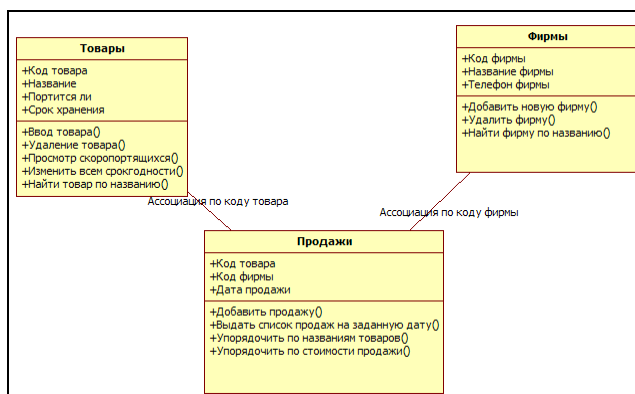 Товары
+Код товара
+Название
+Портится ли
+Срок хранения
+Ввод товара()
+Удаление товара()
+Просмотр скоропортящихся()
+Изменить всем срокгодности()
+Найти товар по названию()
Фирмы
+Код фирмы
+Название фирмы
+Телефон фирмы
+Добавить новую фирму()
+Удалить фирму()
+Найти фирму по названию()
Ассоциация по коду товара
Ассоциация по коду фирмы
Продажи
+Код товара
+Код фирмы
+Дата продажи
+Добавить продажу()
+Выдать список продаж на заданную дату()
+Упорядочить по названиям товаров()
+Упорядочить по стоимости продажи()